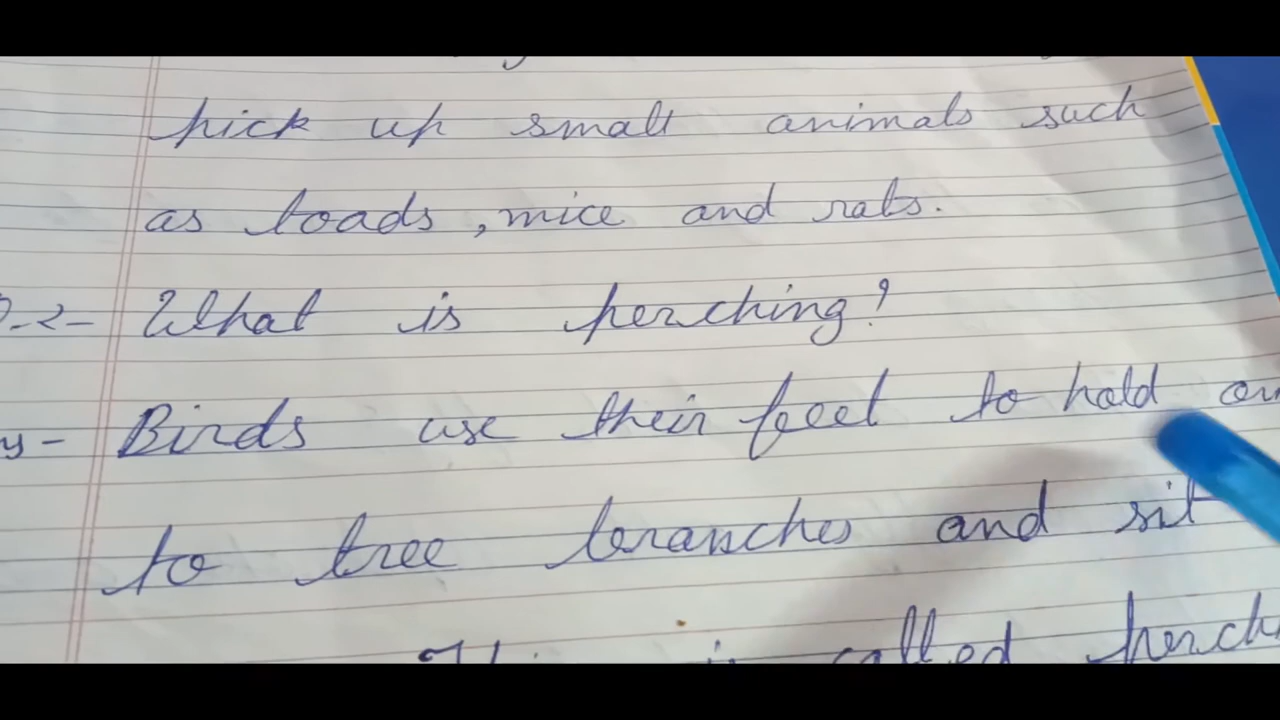 pick up small animals such
as toads, mice and rats.
-2- What is perching?
Birds use their feet to hold on
to tree branches and sit
called perch